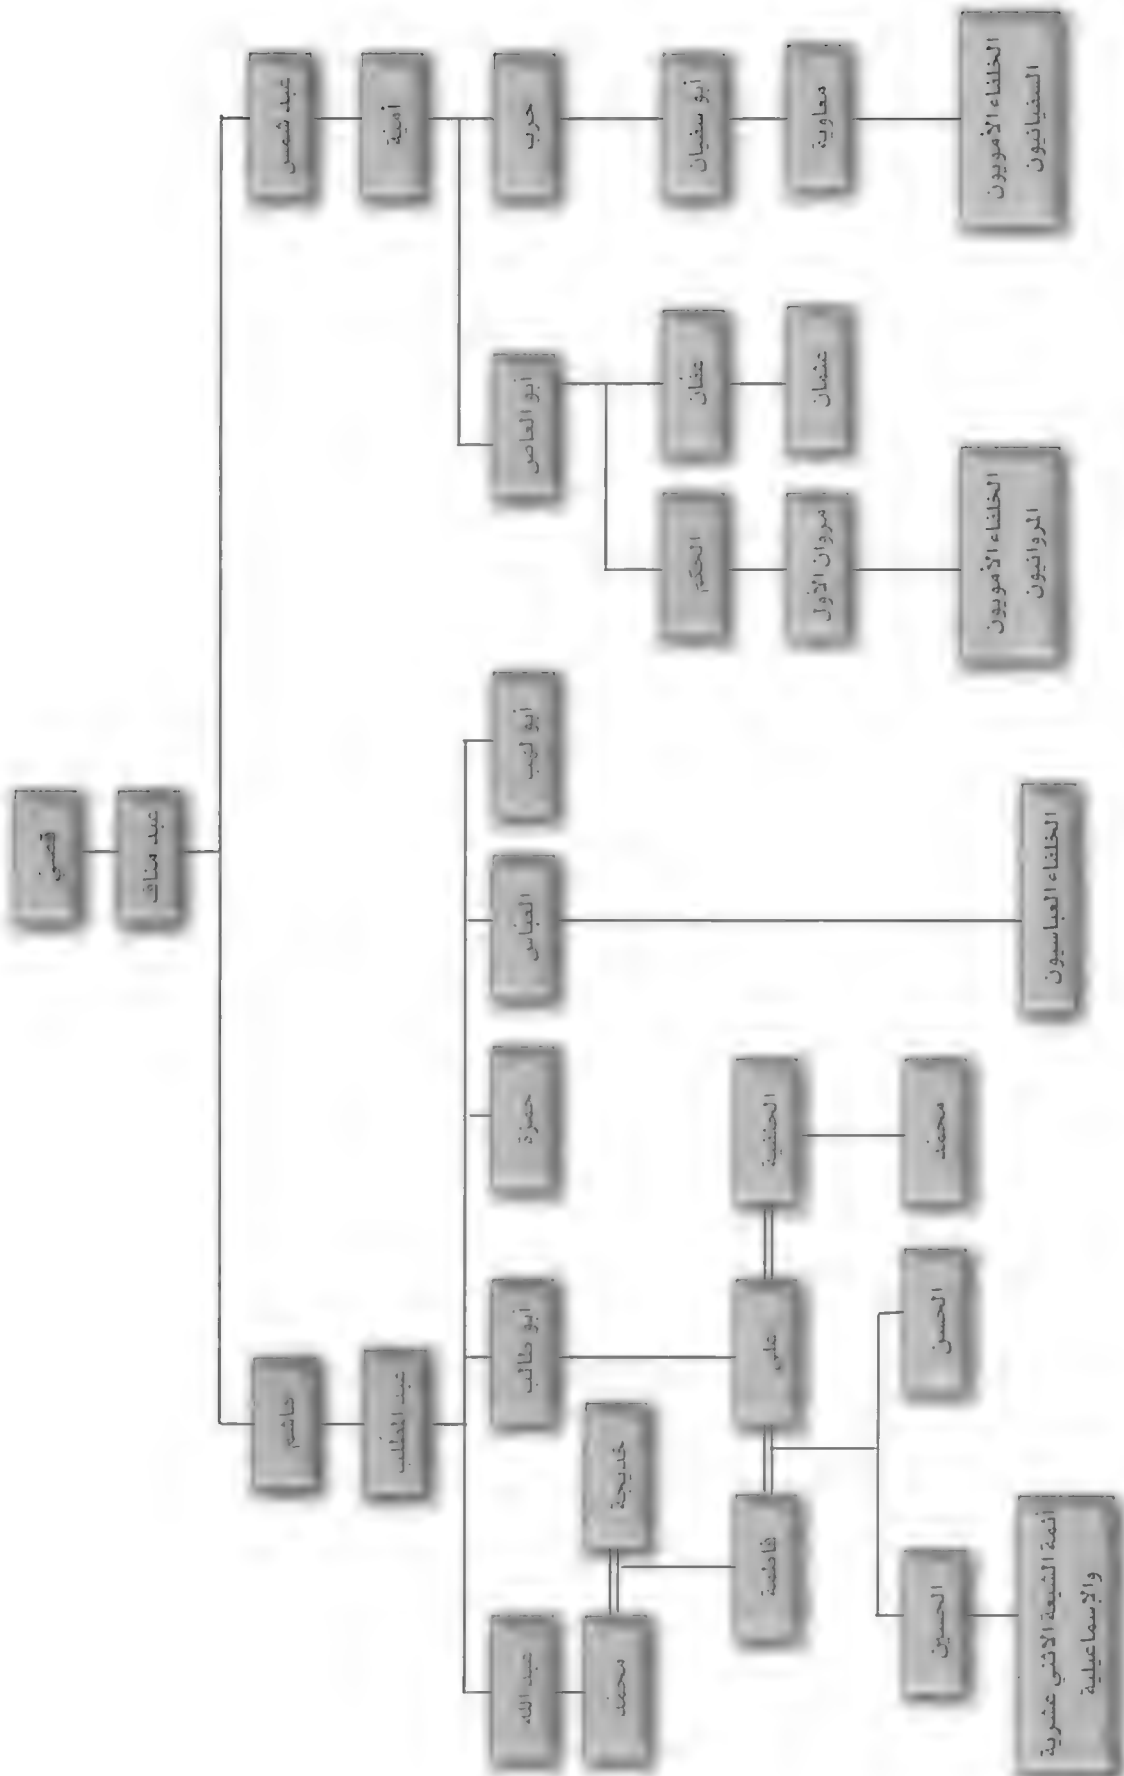 قصي
عبد مناف
عبد شمس
هاشم
أمية
عبد المطلب
حرب
أبو العاص
أبو لهب
العبّاس
حمزة
أبو طالب
عبد الله
أبو سفيان
عفان
الحكم
خديجة
محمد
معاوية
عثمان
مروان الأول
الحنفية
علي
فاطمة
الخلفاء الأمويون
السفيانيون
الخلفاء الأمويون
المروانيون
محمد
الحسن
الحسين
الخلفاء العباسيون
أئمة الشيعة الاثني عشرية
والإسماعيلية